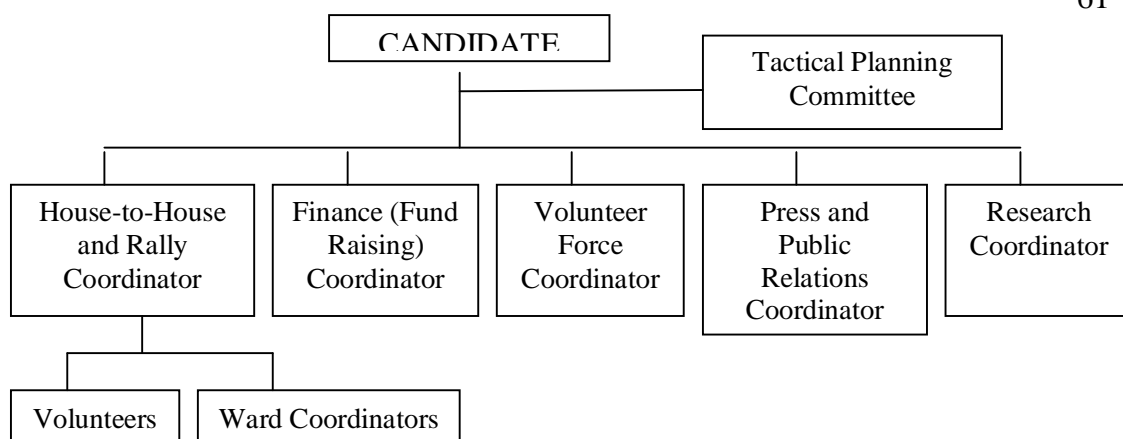 61
CANDIDATE
Tactical Planning
Committee
House-to-House
and Rally
Coordinator
Finance (Fund
Raising)
Coordinator
Volunteer
Force
Coordinator
Press and
Public
Relations
Coordinator
Research
Coordinator
Volunteers
Ward Coordinators